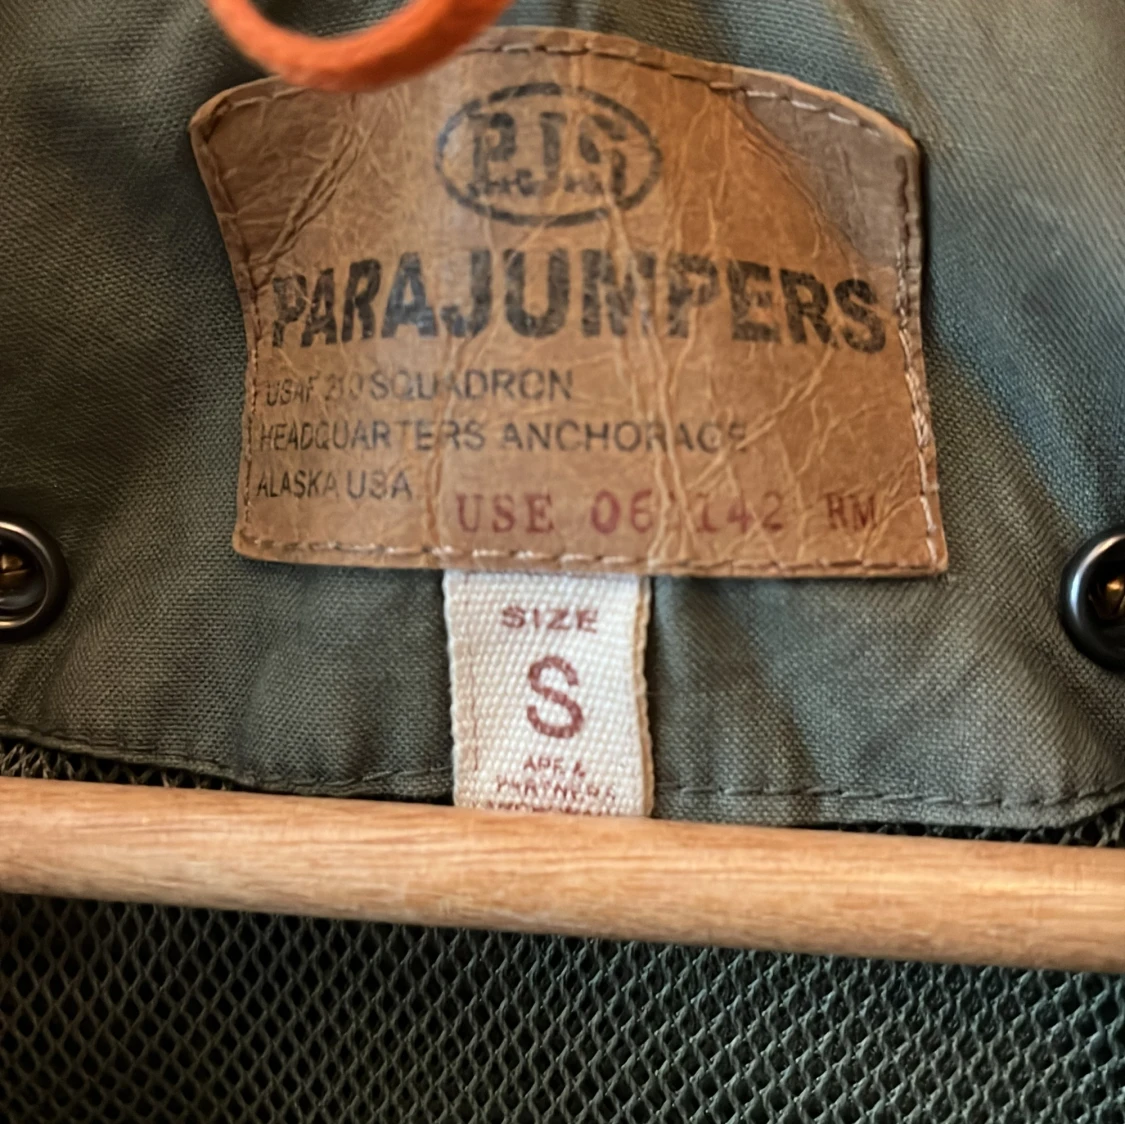 PJS
PARAJUMPERS
USAF 210 SQUADRON
HEADQUARTERS ANCHORAGE
ALASKA USA
USE 06 142 RM
SIZE
S
APE &
PARTNERS